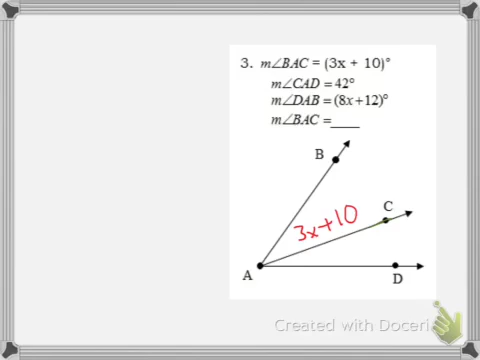 3. m∠BAC = (3x + 10)°
m∠CAD = 42°
m∠DAB = (8x+12)°
m∠BAC = ____
B
3x+10
C
A
D
Created with Doceri